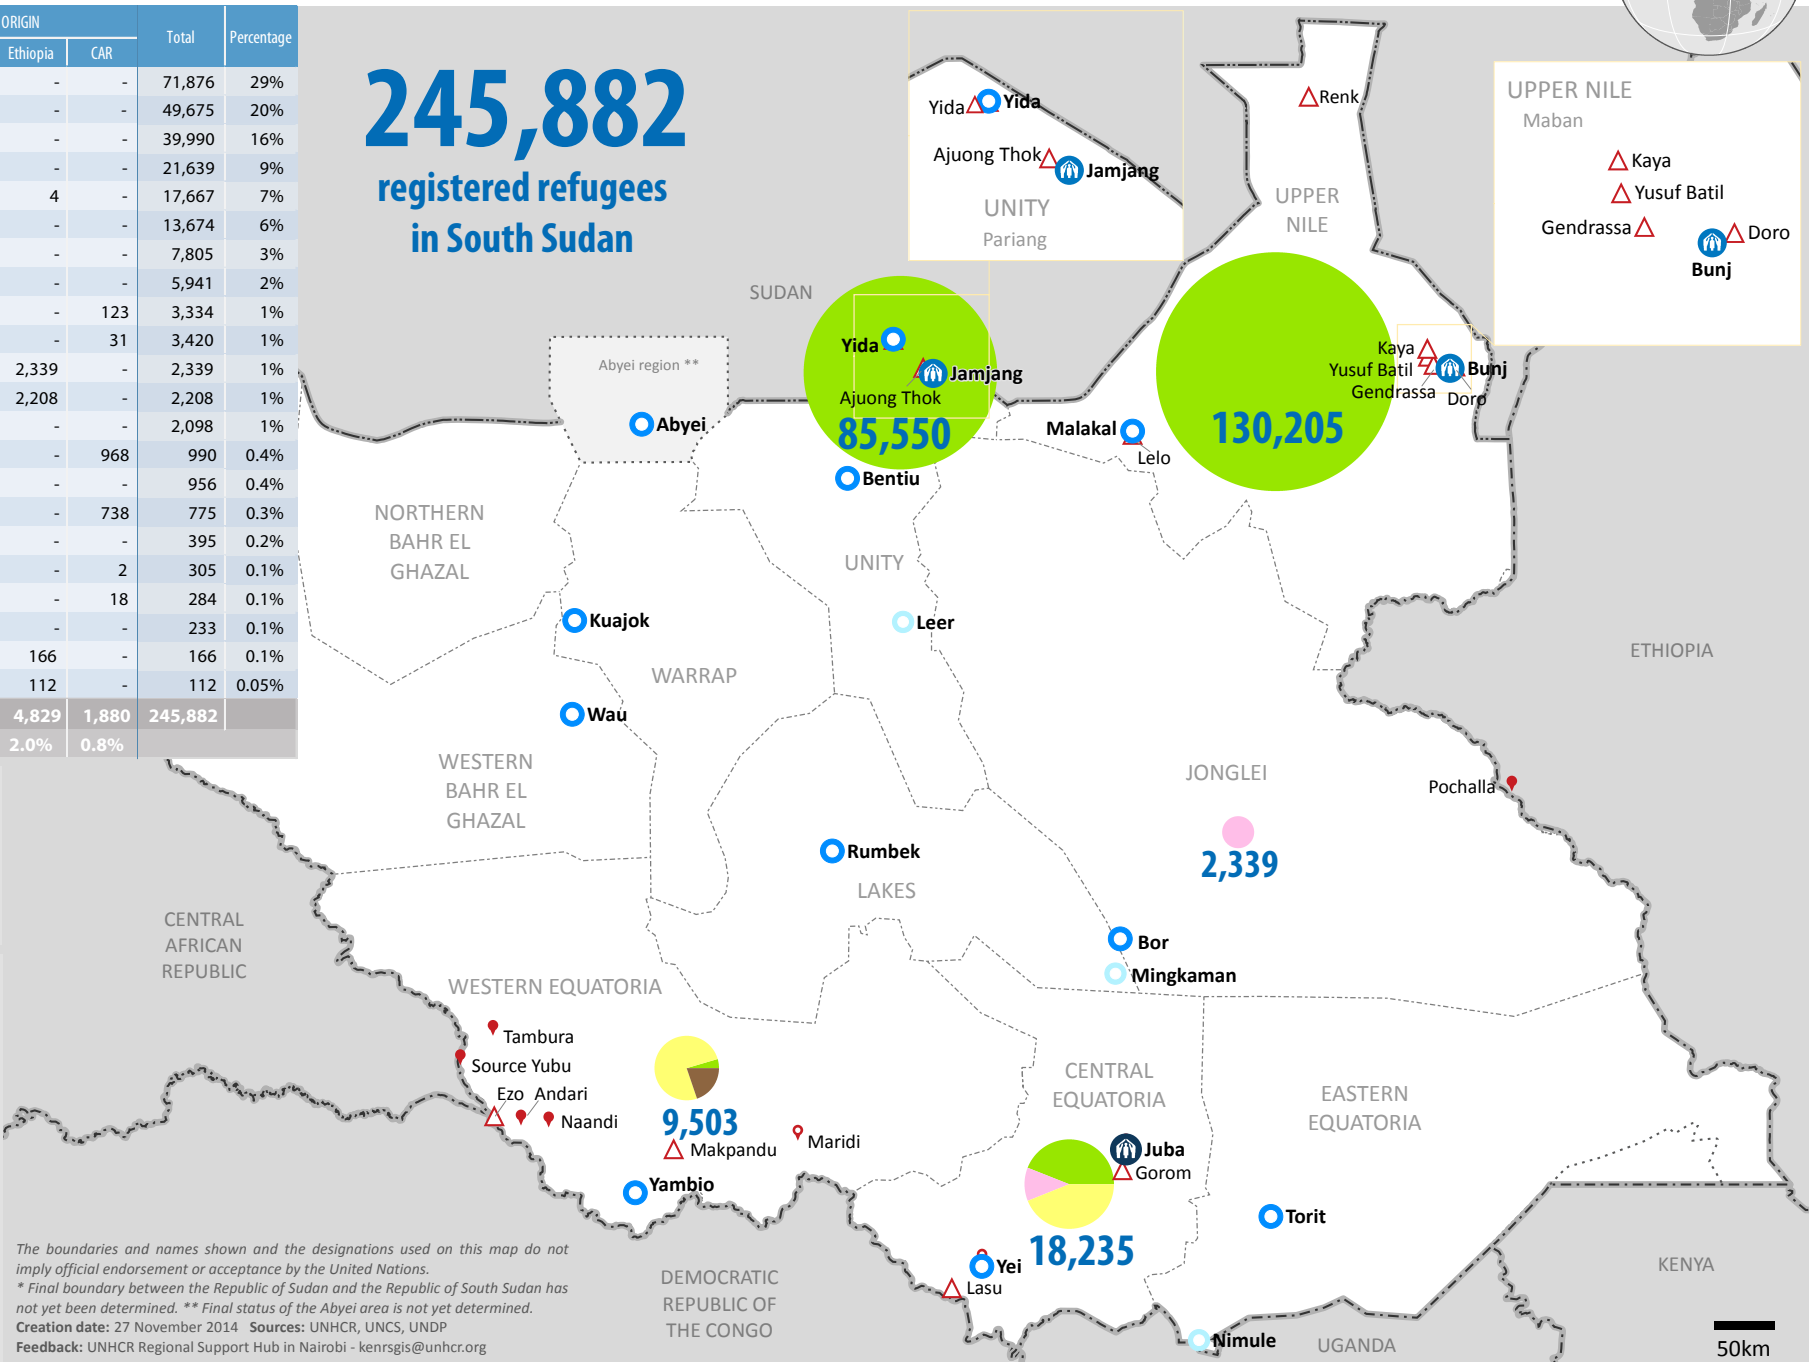 ORIGIN
Ethiopia CAR Total Percentage
- - 71,876 29%
- - 49,675 20%
- - 39,990 16%
- - 21,639 9%
4 - 17,667 7%
- - 13,674 6%
- - 7,805 3%
- - 5,941 2%
- 123 3,334 1%
- 31 3,420 1%
2,339 - 2,339 1%
2,208 - 2,208 1%
- - 2,098 1%
- 968 990 0.4%
- - 956 0.4%
- 738 775 0.3%
- - 395 0.2%
- 2 305 0.1%
- 18 284 0.1%
- - 233 0.1%
166 - 166 0.1%
112 - 112 0.05%
4,829 1,880 245,882
2.0% 0.8%
245,882
registered refugees
in South Sudan
Yida Yida
Ajuong Thok
Jamjang
UNITY
Pariang
Renk
UPPER
NILE
UPPER NILE
Maban
Kaya
Yusuf Batil
Gendrassa
Doro
Bunj
SUDAN
Abyei region **
Abyei
Yida
Jamjang
Ajuong Thok
85,550
Bentiu
Malakal
Lelo
130,205
Kaya
Yusuf Batil
Bunj
Gendrassa
Doro
NORTHERN
BAHR EL
GHAZAL
UNITY
Kuajok
Leer
WARRAP
Wau
ETHIOPIA
WESTERN
BAHR EL
GHAZAL
JONGLEI
Pochalla
2,339
Rumbek
LAKES
CENTRAL
AFRICAN
REPUBLIC
Bor
Mingkaman
WESTERN EQUATORIA
Tambura
Source Yubu
Ezo Andari
Naandi
9,503
Makpandu
Maridi
Yambio
CENTRAL
EQUATORIA
EASTERN
EQUATORIA
Juba
Gorom
18,235
Torit
Yei
Lasu
Nimule
DEMOCRATIC
REPUBLIC OF
THE CONGO
UGANDA
KENYA
50km
The boundaries and names shown and the designations used on this map do not
imply official endorsement or acceptance by the United Nations.
* Final boundary between the Republic of Sudan and the Republic of South Sudan has
not yet been determined. ** Final status of the Abyei area is not yet determined.
Creation date: 27 November 2014 Sources: UNHCR, UNCS, UNDP
Feedback: UNHCR Regional Support Hub in Nairobi - kenrsgis@unhcr.org